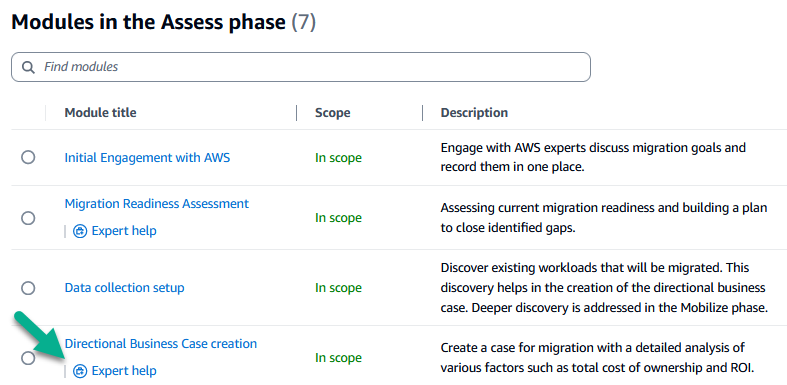 Modules in the Assess phase (7)
Find modules
Module title Scope Description
Initial Engagement with AWS In scope Engage with AWS experts discuss migration goals and
record them in one place.
Migration Readiness Assessment
Expert help
In scope Assessing current migration readiness and building a plan
to close identified gaps.
Data collection setup In scope Discover existing workloads that will be migrated. This
discovery helps in the creation of the directional business
case. Deeper discovery is addressed in the Mobilize phase.
Directional Business Case creation
Expert help
In scope Create a case for migration with a detailed analysis of
various factors such as total cost of ownership and ROI.